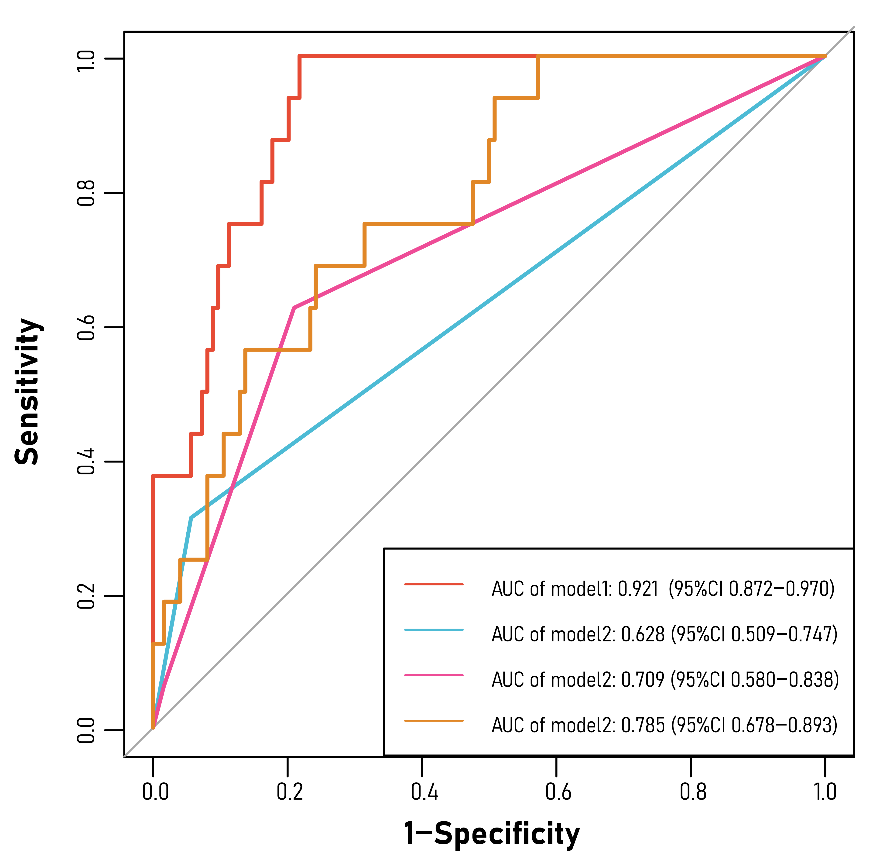 1.0
0.8
0.6
0.4
0.2
0.0
Sensitivity
AUC of model1: 0.921 (95%CI 0.872–0.970)
AUC of model2: 0.628 (95%CI 0.509–0.747)
AUC of model2: 0.709 (95%CI 0.580–0.838)
AUC of model2: 0.785 (95%CI 0.678–0.893)
0.0 0.2 0.4 0.6 0.8 1.0
1–Specificity